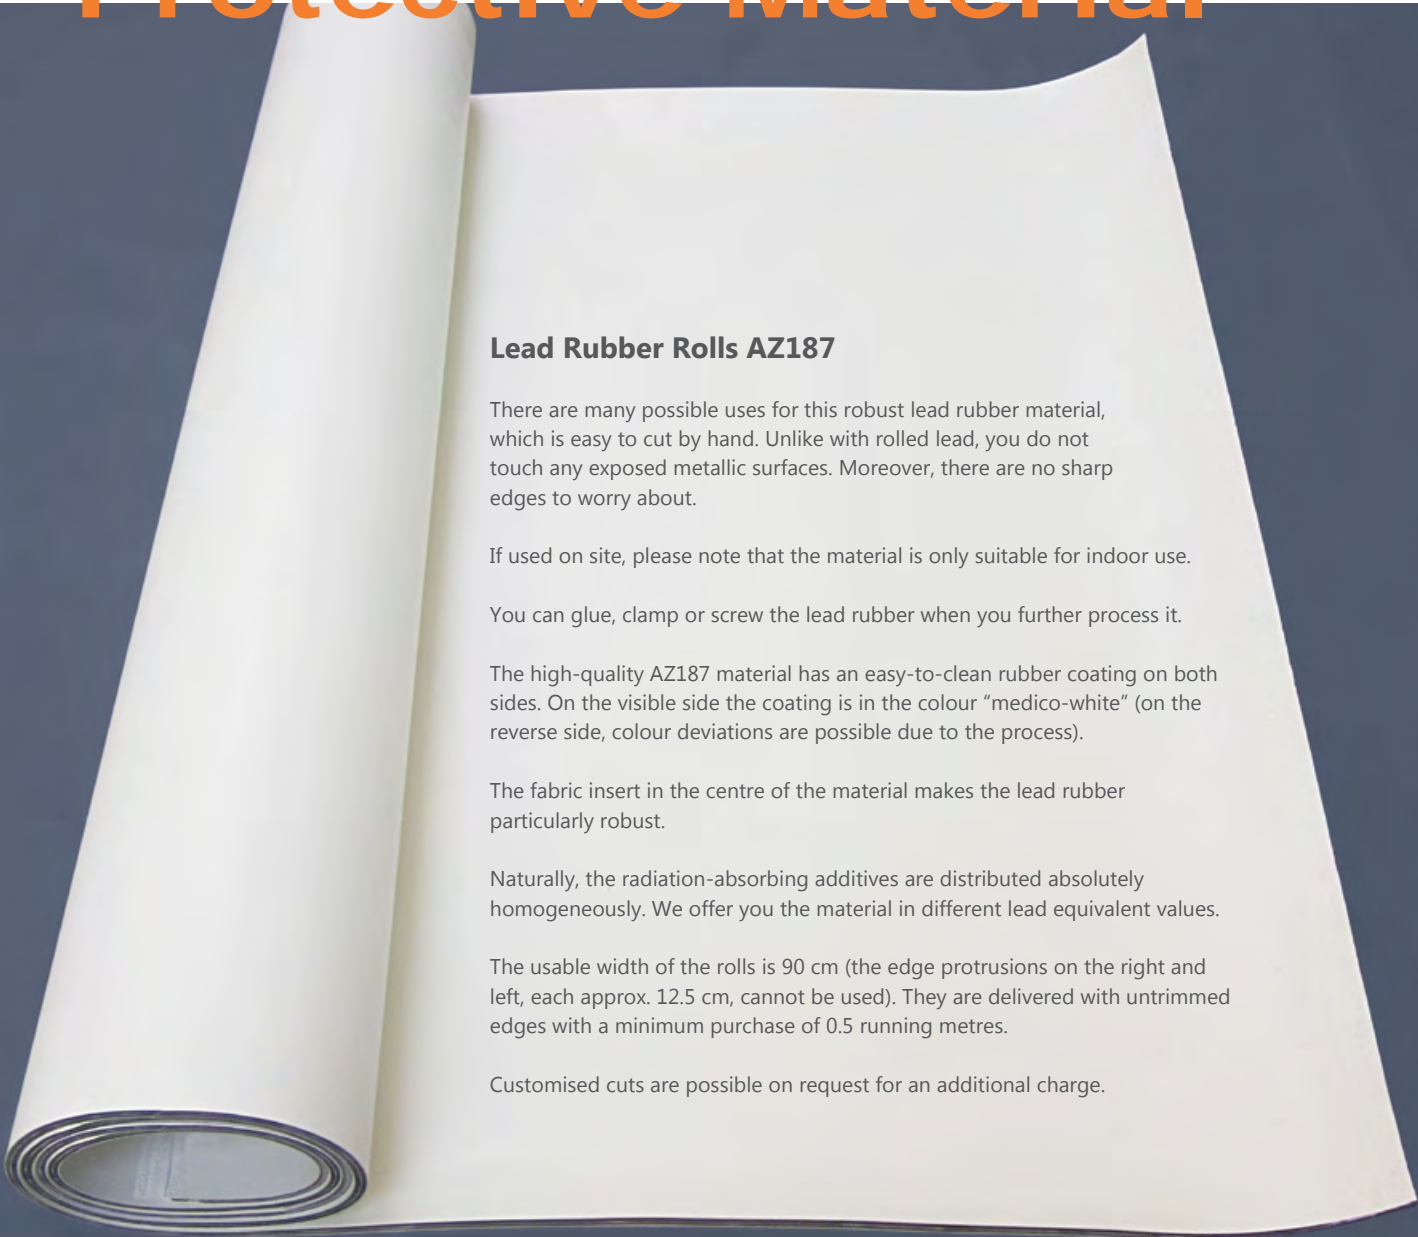 Protective Material
Lead Rubber Rolls AZ187
There are many possible uses for this robust lead rubber material,
which is easy to cut by hand. Unlike with rolled lead, you do not
touch any exposed metallic surfaces. Moreover, there are no sharp
edges to worry about.
If used on site, please note that the material is only suitable for indoor use.
You can glue, clamp or screw the lead rubber when you further process it.
The high-quality AZ187 material has an easy-to-clean rubber coating on both
sides. On the visible side the coating is in the colour “medico-white” (on the
reverse side, colour deviations are possible due to the process).
The fabric insert in the centre of the material makes the lead rubber
particularly robust.
Naturally, the radiation-absorbing additives are distributed absolutely
homogeneously. We offer you the material in different lead equivalent values.
The usable width of the rolls is 90 cm (the edge protrusions on the right and
left, each approx. 12.5 cm, cannot be used). They are delivered with untrimmed
edges with a minimum purchase of 0.5 running metres.
Customised cuts are possible on request for an additional charge.